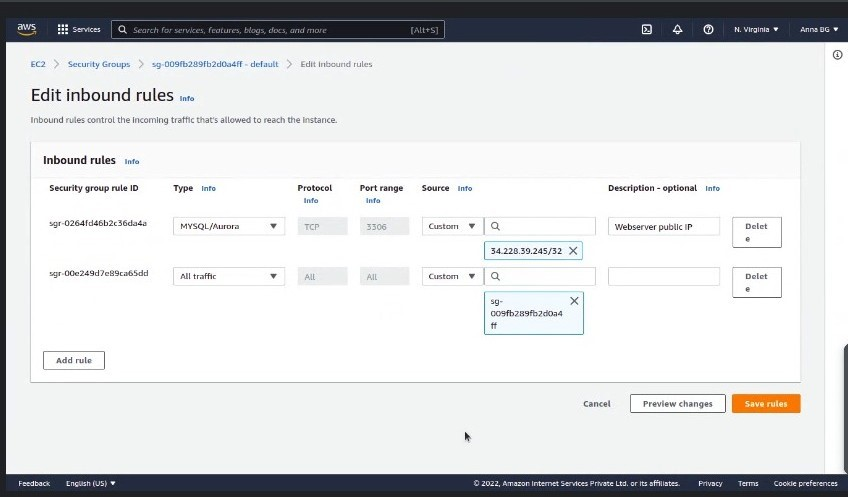 aws
Services
Search for services, features, blogs, docs, and more
[Alt+S]
N. Virginia
Anna BG
EC2 > Security Groups > sg-009fb289fb2d0a4ff - default > Edit inbound rules
Edit inbound rules Info
Inbound rules control the incoming traffic that's allowed to reach the instance.
Inbound rules Info
Security group rule ID
Type Info
Protocol
Info
Port range
Info
Source Info
Description - optional Info
sgr-0264fd46b2c36da4a
MYSQL/Aurora
TCP
3306
Custom
34.228.39.245/32
Webserver public IP
Delet
e
sgr-00e249d7e89ca65dd
All traffic
All
All
Custom
sg-
009fb289fb2d0a4
ff
Delet
e
Add rule
Cancel
Preview changes
Save rules
Feedback
English (US)
© 2022, Amazon Internet Services Private Ltd. or its affiliates.
Privacy
Terms
Cookie preferences